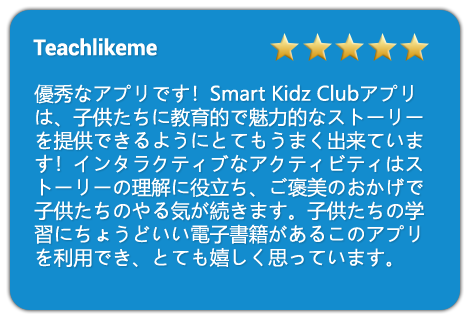 Teachlikeme
優秀なアプリです！Smart Kidz Clubアプリ
は、子供たちに教育的で魅力的なストーリー
を提供できるようにとてもうまく出来ていま
す！インタラクティブなアクティビティはス
トーリーの理解に役立ち、ご褒美のおかげで
子供たちのやる気が続きます。子供たちの学
習にちょうどいい電子書籍があるこのアプリ
を利用でき、とても嬉しく思っています。